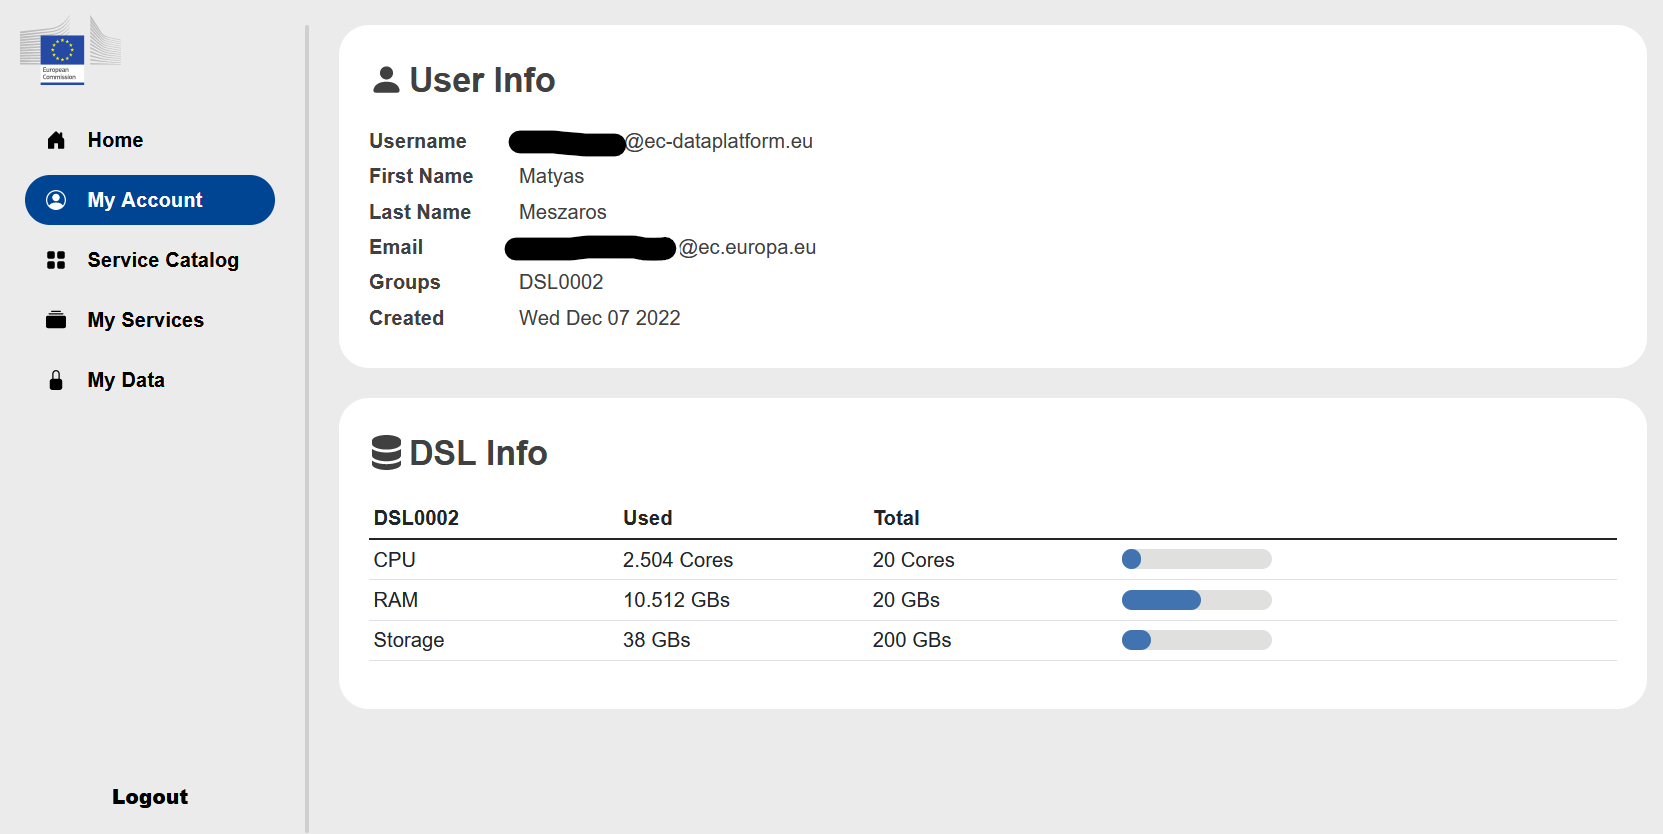 European
Commission
Home
My Account
Service Catalog
My Services
My Data
Logout
User Info
Username @ec-dataplatform.eu
First Name Matyas
Last Name Meszaros
Email @ec.europa.eu
Groups DSL0002
Created Wed Dec 07 2022
DSL Info
DSL0002 Used Total
CPU 2.504 Cores 20 Cores
RAM 10.512 GBs 20 GBs
Storage 38 GBs 200 GBs